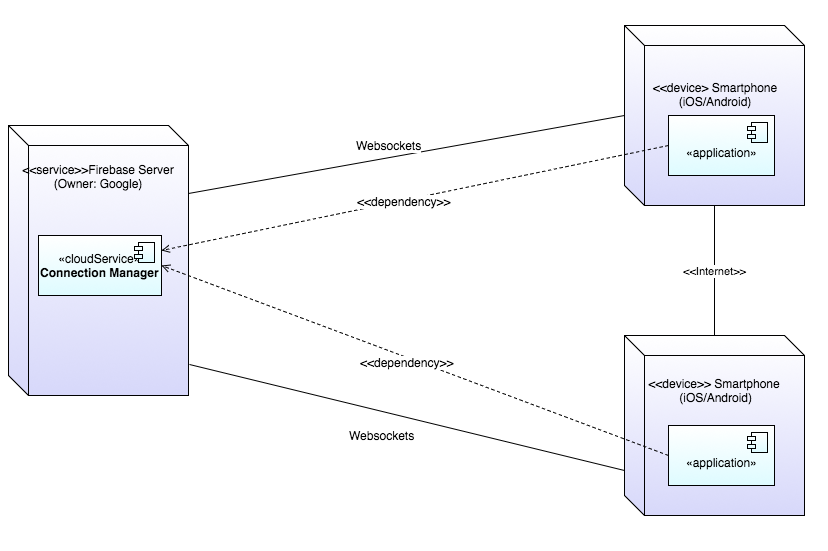 <<device> Smartphone
(iOS/Android)
«application»
Websockets
<<service>>Firebase Server
(Owner: Google)
<<dependency>>
«cloudService»
Connection Manager
<<Internet>>
<<dependency>>
<<device>> Smartphone
(iOS/Android)
Websockets
«application»